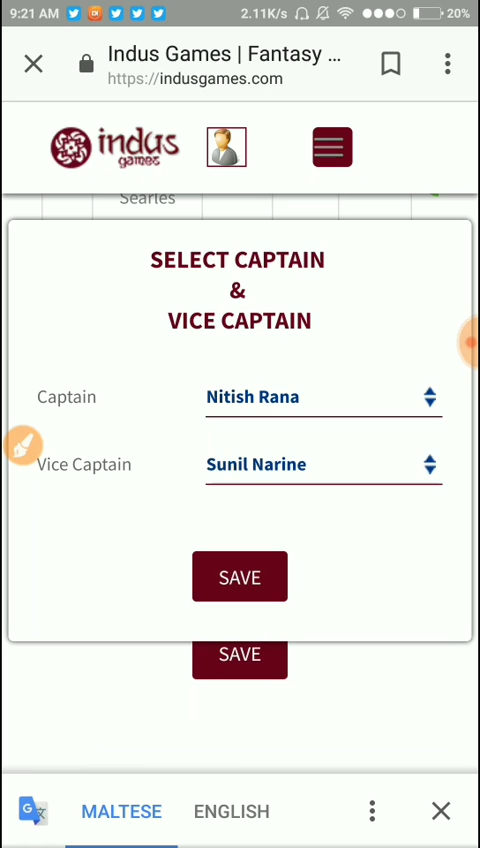 9:21 AM 2.11K/s 20%
Indus Games | Fantasy ...
https://indusgames.com
indus
games
Searles
SELECT CAPTAIN
&
VICE CAPTAIN
Captain Nitish Rana
Vice Captain Sunil Narine
SAVE
SAVE
MALTESE ENGLISH